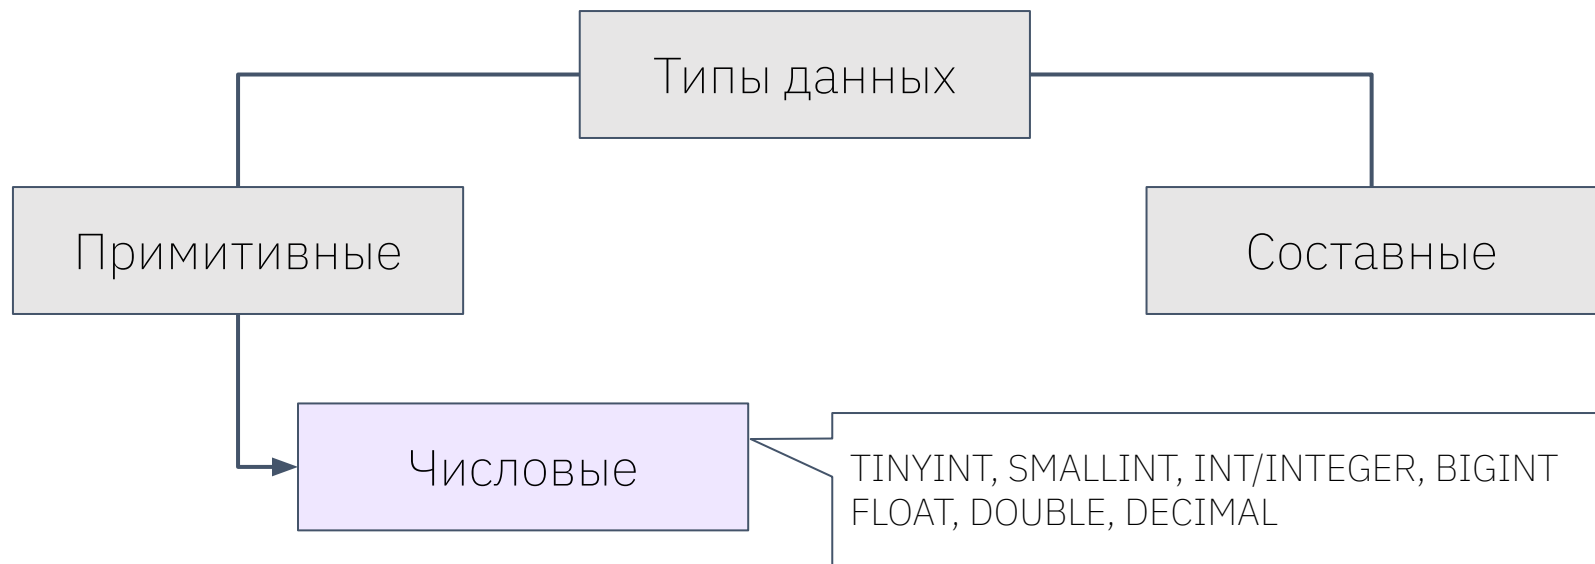 Типы данных
Примитивные
Составные
Числовые
TINYINT, SMALLINT, INT/INTEGER, BIGINT
FLOAT, DOUBLE, DECIMAL